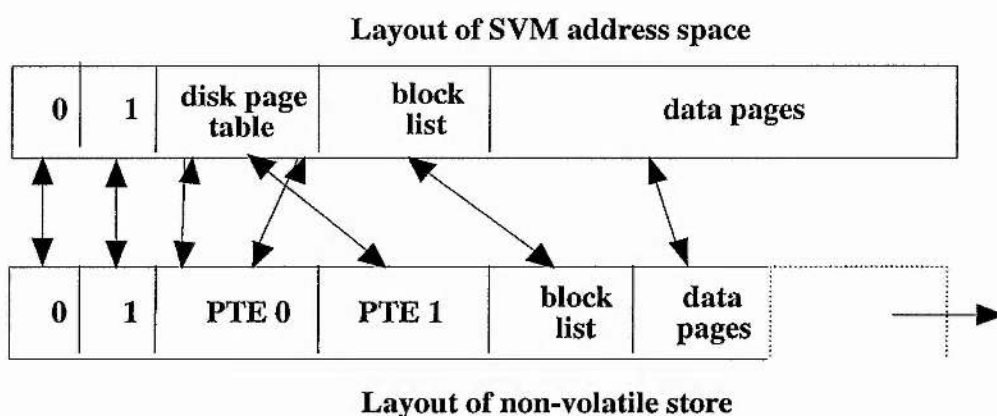 Layout of SVM address space
0 1 disk page table block list data pages
0 1 PTE 0 PTE 1 block list data pages
Layout of non-volatile store